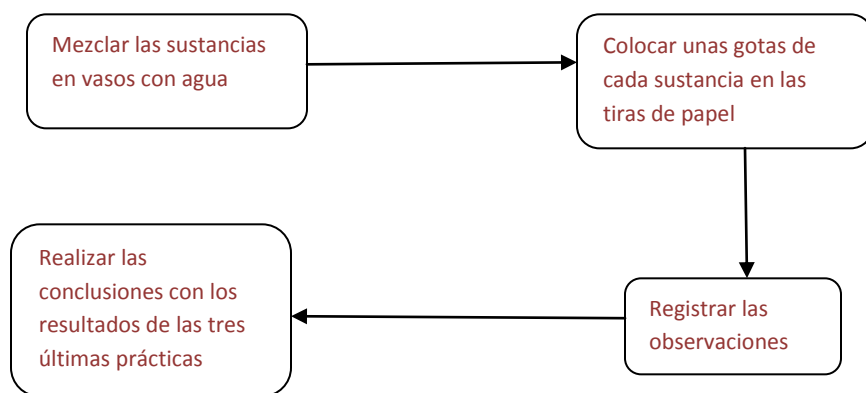 Mezclar las sustancias
en vasos con agua
Colocar unas gotas de
cada sustancia en las
tiras de papel
Registrar las
observaciones
Realizar las
conclusiones con los
resultados de las tres
últimas prácticas